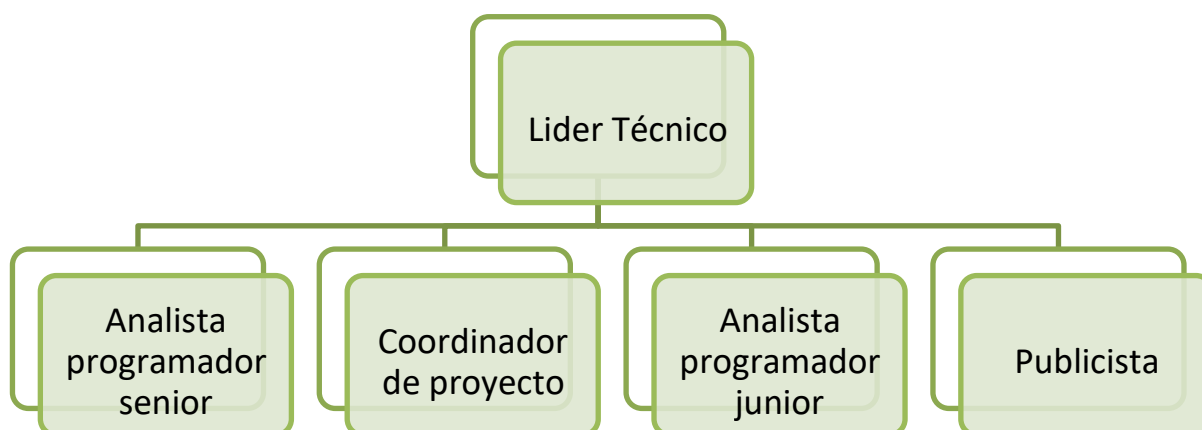 Lider Técnico
Analista
programador
senior
Coordinador
de proyecto
Analista
programador
junior
Publicista